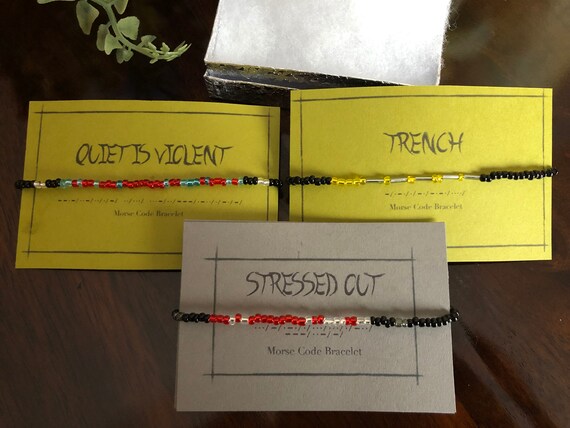 QUIET IS VIOLENT
Morse Code Bracelet
TRENCH
Morse Code Bracelet
STRESSED OUT
Morse Code Bracelet